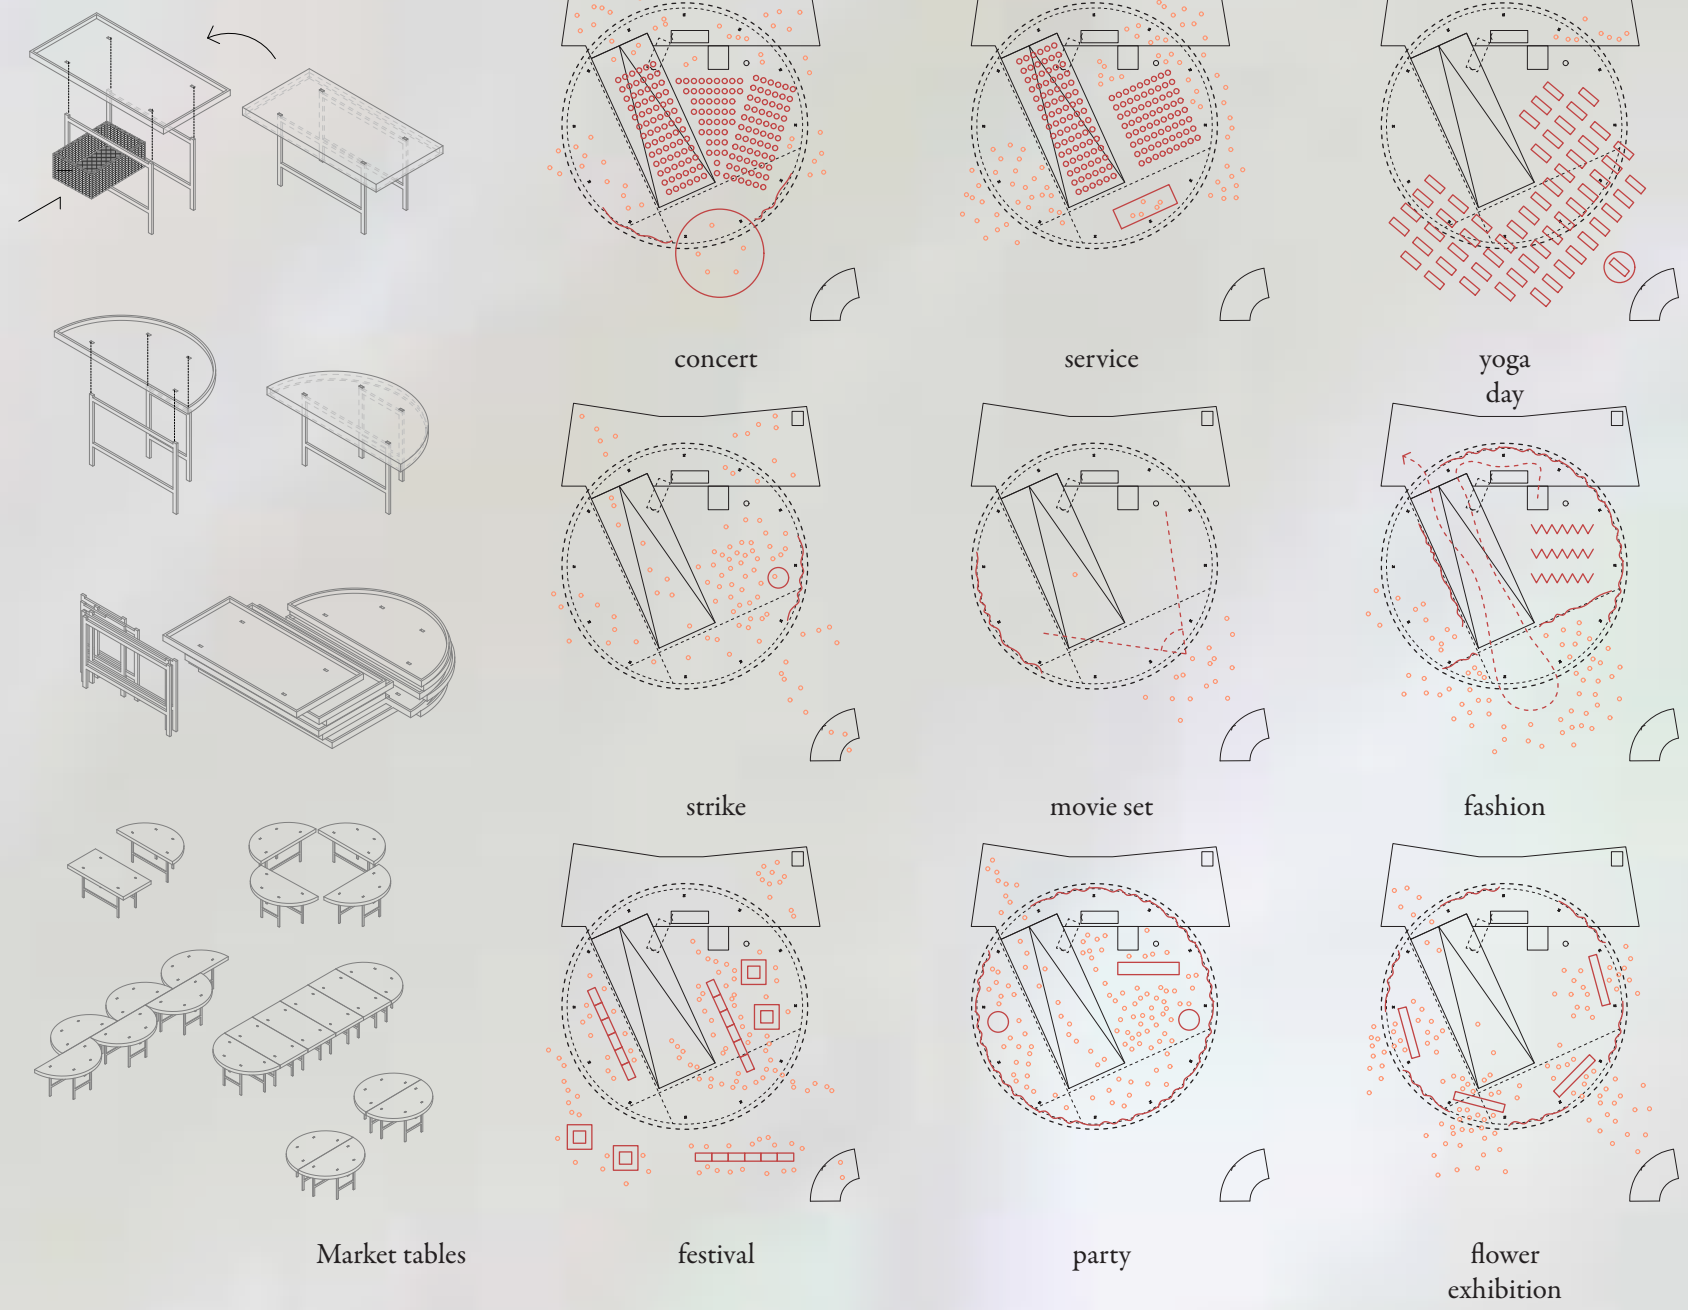 concert
service
yoga
day
strike
movie set
fashion
Market tables
festival
party
flower
exhibition